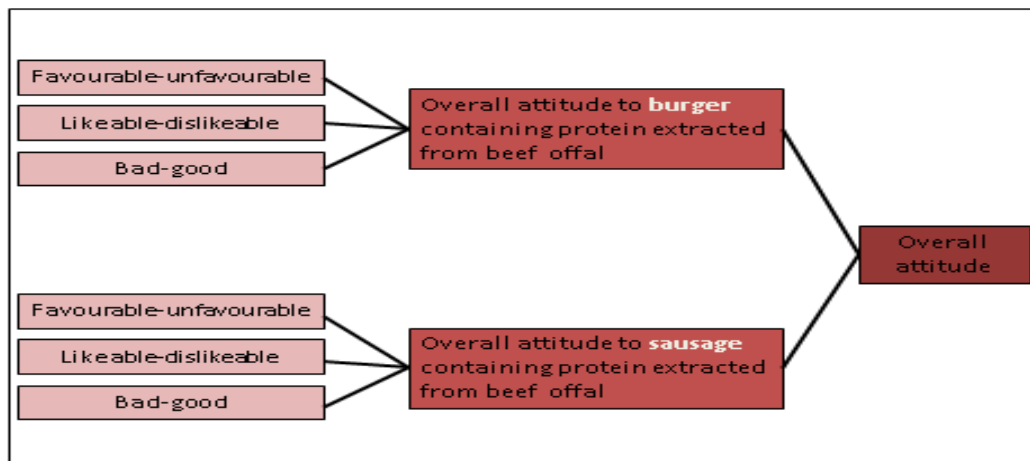 Favourable-unfavourable
Likeable-dislikeable
Bad-good
Overall attitude to burger
containing protein extracted
from beef offal
Overall
attitude
Favourable-unfavourable
Likeable-dislikeable
Bad-good
Overall attitude to sausage
containing protein extracted
from beef offal